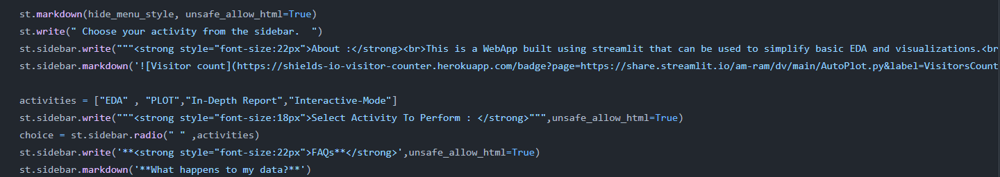 st.markdown(hide_menu_style, unsafe_allow_html=True)
st.write(" Choose your activity from the sidebar.  ")
st.sidebar.write("""<strong style="font-size:22px">About :</strong><br>This is a WebApp built using streamlit that can be used to simplify basic EDA and visualizations.<br
st.sidebar.markdown('![Visitor count](https://shields-io-visitor-counter.herokuapp.com/badge?page=https://share.streamlit.io/am-ram/dv/main/AutoPlot.py&label=VisitorsCount
activities = ["EDA" , "PLOT","In-Depth Report","Interactive-Mode"]
st.sidebar.write("""<strong style="font-size:18px">Select Activity To Perform : </strong>""",unsafe_allow_html=True)
choice = st.sidebar.radio(" " ,activities)
st.sidebar.write('**<strong style="font-size:22px">FAQs**</strong>',unsafe_allow_html=True)
st.sidebar.markdown('**What happens to my data?**')